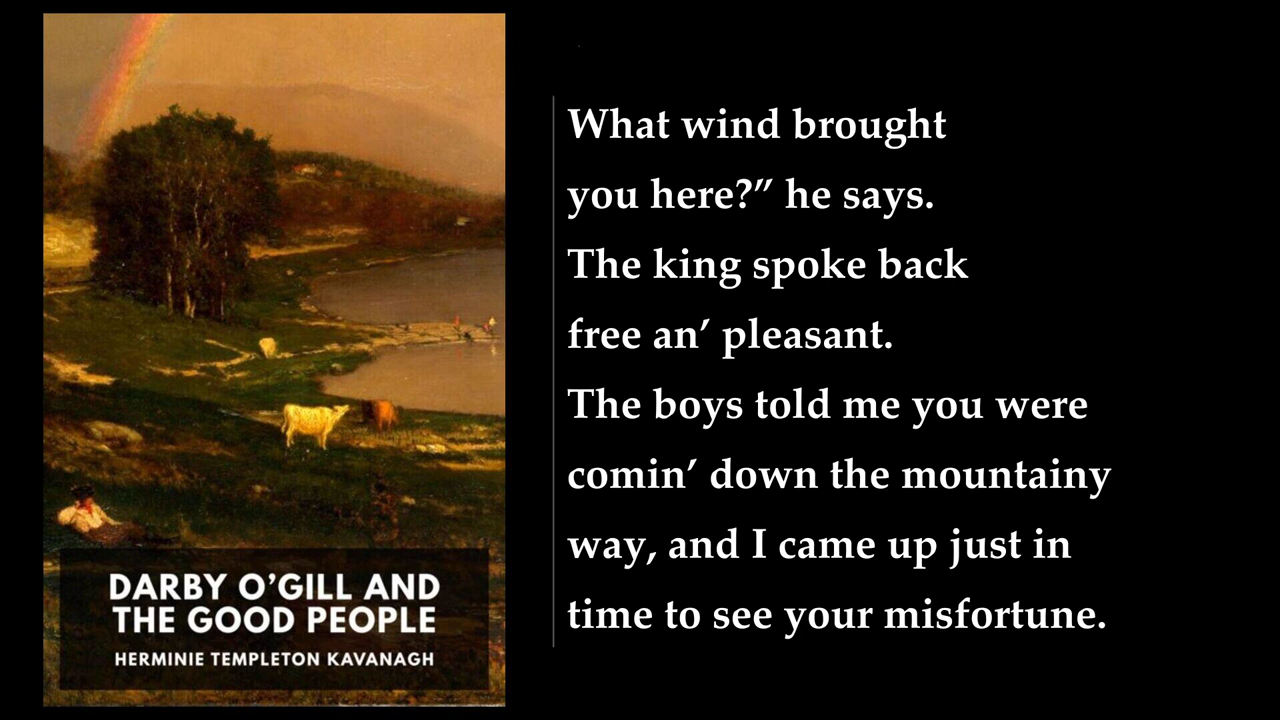 What wind brought
you here?” he says.
The king spoke back
free an’ pleasant.
The boys told me you were
comin’ down the mountainy
way, and I came up just in
time to see your misfortune.
DARBY O’GILL AND
THE GOOD PEOPLE
HERMINIE TEMPLETON KAVANAGH